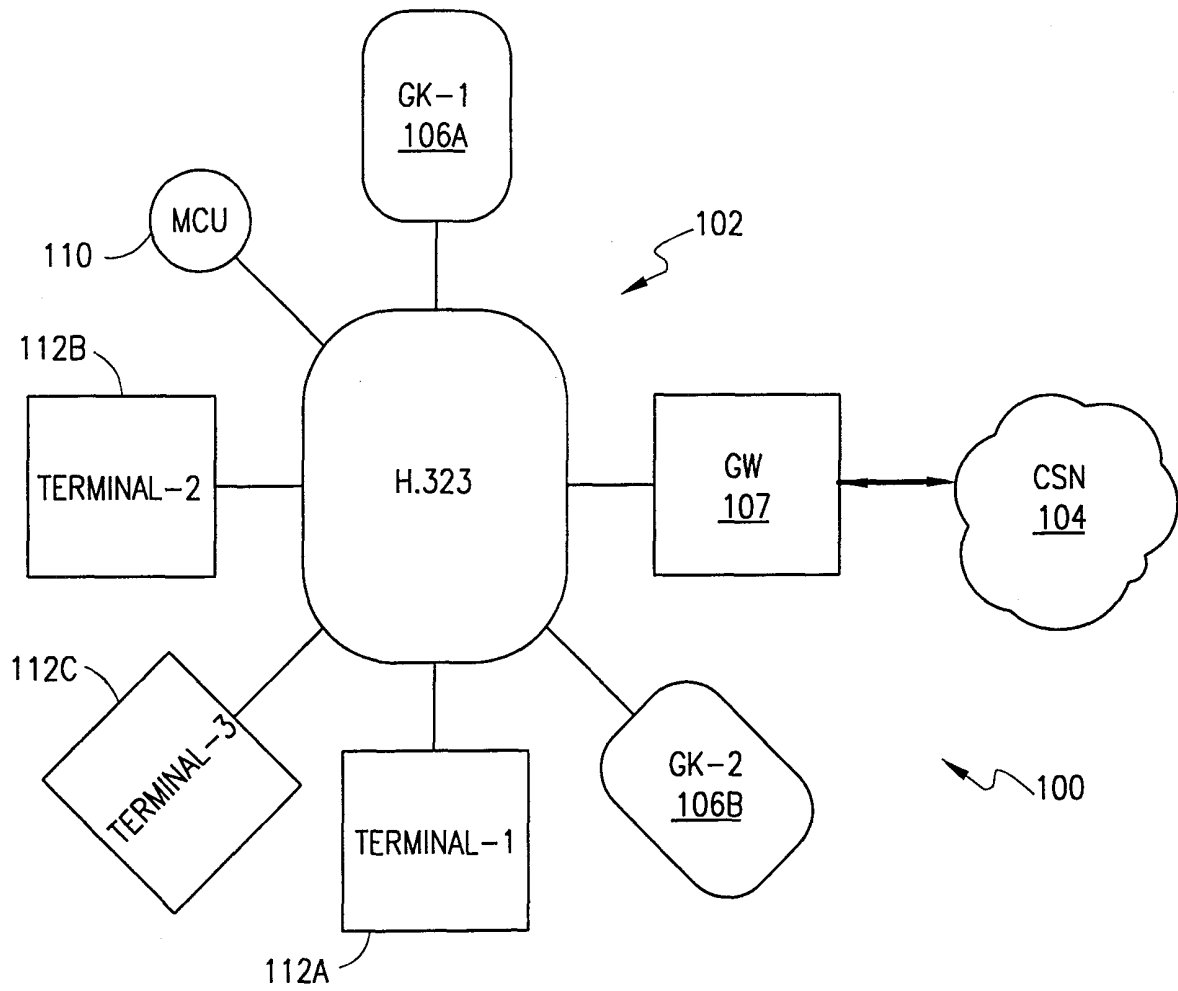 GK-1
106A
MCU
110
102
112B
TERMINAL-2
H.323
GW
107
CSN
104
112C
TERMINAL-3
TERMINAL-1
112A
GK-2
106B
100